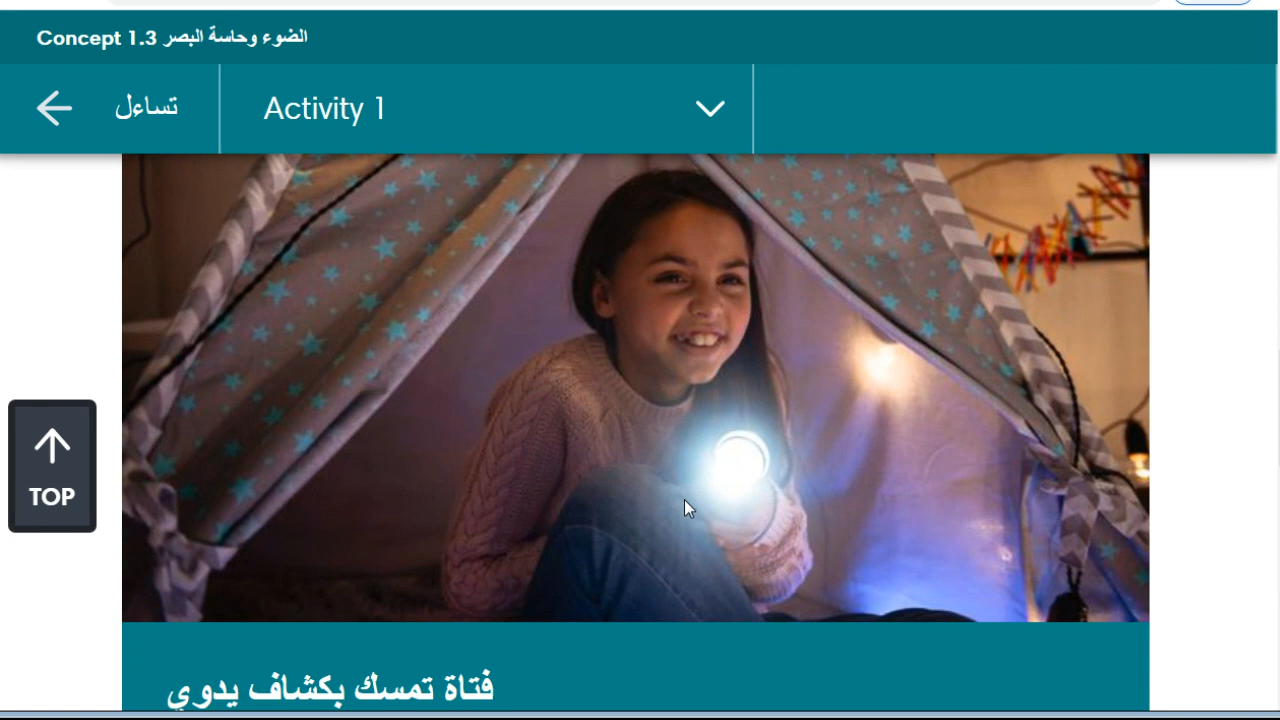 Concept 1.3 الضوء وحاسة البصر
تساءل
Activity 1
TOP
فتاة تمسك بكشاف يدوي